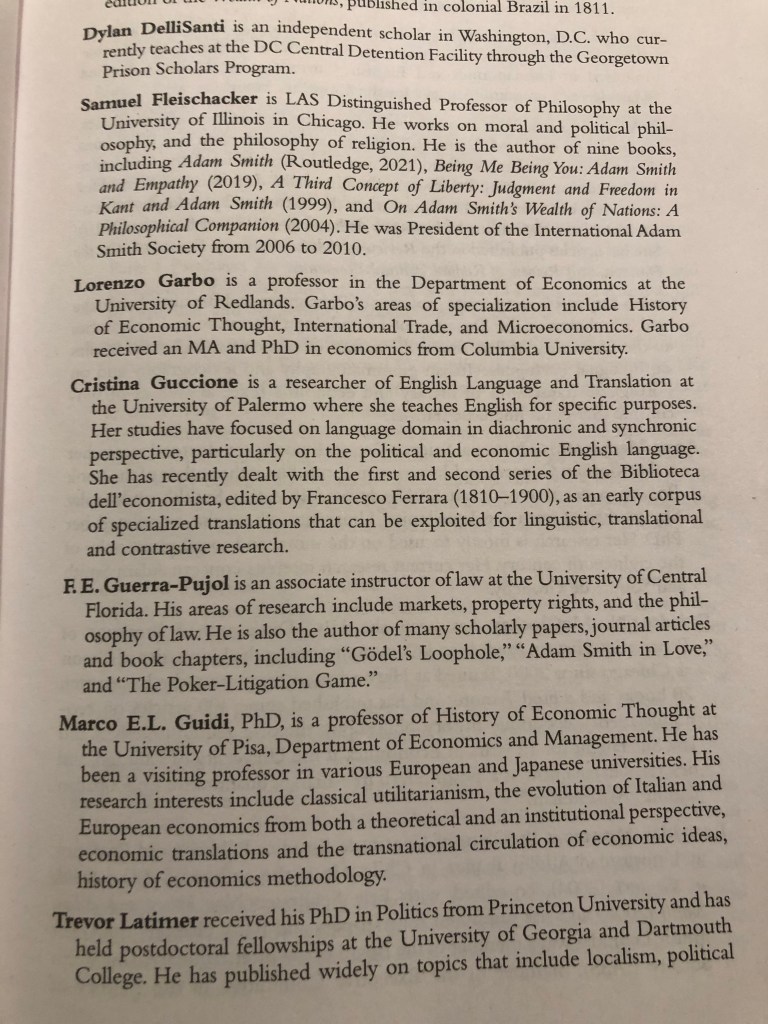 edition of the Wealth of Nations, published in colonial Brazil in 1811.
Dylan DelliSanti is an independent scholar in Washington, D.C. who cur-
rently teaches at the DC Central Detention Facility through the Georgetown
Prison Scholars Program.
Samuel Fleischacker is LAS Distinguished Professor of Philosophy at the
University of Illinois in Chicago. He works on moral and political phil-
osophy, and the philosophy of religion. He is the author of nine books,
including Adam Smith (Routledge, 2021), Being Me Being You: Adam Smith
and Empathy (2019), A Third Concept of Liberty: Judgment and Freedom in
Kant and Adam Smith (1999), and On Adam Smith's Wealth of Nations: A
Philosophical Companion (2004). He was President of the International Adam
Smith Society from 2006 to 2010.
Lorenzo Garbo is a professor in the Department of Economics at the
University of Redlands. Garbo's areas of specialization include History
of Economic Thought, International Trade, and Microeconomics. Garbo
received an MA and PhD in economics from Columbia University.
Cristina Guccione is a researcher of English Language and Translation at
the University of Palermo where she teaches English for specific purposes.
Her studies have focused on language domain in diachronic and synchronic
perspective, particularly on the political and economic English language.
She has recently dealt with the first and second series of the Biblioteca
dell'economista, edited by Francesco Ferrara (1810–1900), as an early corpus
of specialized translations that can be exploited for linguistic, translational
and contrastive research.
F. E. Guerra-Pujol is an associate instructor of law at the University of Central
Florida. His areas of research include markets, property rights, and the phil-
osophy of law. He is also the author of many scholarly papers, journal articles
and book chapters, including "Gödel's Loophole," "Adam Smith in Love,"
and "The Poker-Litigation Game."
Marco E.L. Guidi, PhD, is a professor of History of Economic Thought at
the University of Pisa, Department of Economics and Management. He has
been a visiting professor in various European and Japanese universities. His
research interests include classical utilitarianism, the evolution of Italian and
European economics from both a theoretical and an institutional perspective,
economic translations and the transnational circulation of economic ideas,
history of economics methodology.
Trevor Latimer received his PhD in Politics from Princeton University and has
held postdoctoral fellowships at the University of Georgia and Dartmouth
College. He has published widely on topics that include localism, political